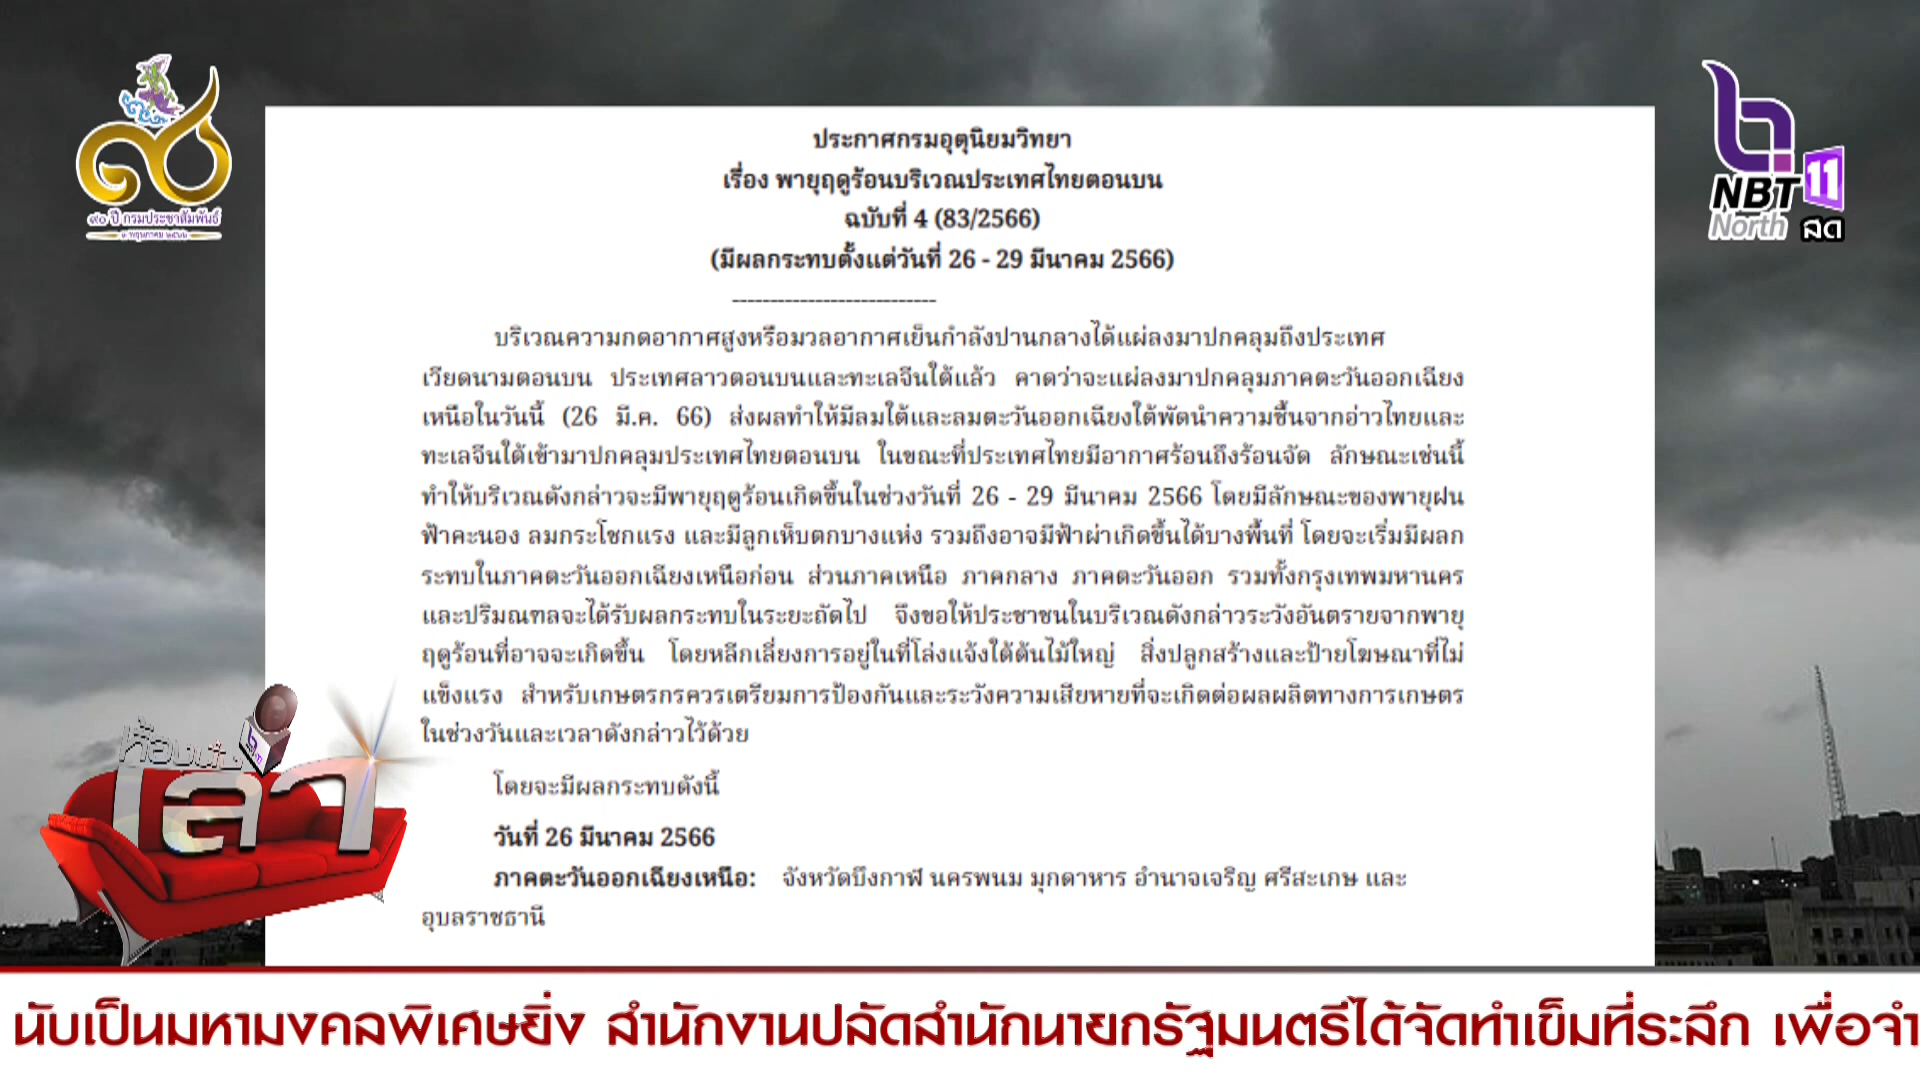 ประกาศกรมอุตุนิยมวิทยา
เรื่อง พายุฤดูร้อนบริเวณประเทศไทยตอนบน
ฉบับที่ 4 (83/2566)
(มีผลกระทบตั้งแต่วันที่ 26 - 29 มีนาคม 2566)
---------------------------
บริเวณความกดอากาศสูงหรือมวลอากาศเย็นกำลังปานกลางได้แผ่ลงมาปกคลุมถึงประเทศ
เวียดนามตอนบน ประเทศลาวตอนบนและทะเลจีนใต้แล้ว คาดว่าจะแผ่ลงมาปกคลุมภาคตะวันออกเฉียง
เหนือในวันนี้ (26 มี.ค. 66) ส่งผลทำให้มีลมใต้และลมตะวันออกเฉียงใต้พัดนำความชื้นจากอ่าวไทยและ
ทะเลจีนใต้เข้ามาปกคลุมประเทศไทยตอนบน ในขณะที่ประเทศไทยมีอากาศร้อนถึงร้อนจัด ลักษณะเช่นนี้
ทำให้บริเวณดังกล่าวจะมีพายุฤดูร้อนเกิดขึ้นในช่วงวันที่ 26 - 29 มีนาคม 2566 โดยมีลักษณะของพายุฝน
ฟ้าคะนอง ลมกระโชกแรง และมีลูกเห็บตกบางแห่ง รวมถึงอาจมีฟ้าผ่าเกิดขึ้นได้บางพื้นที่ โดยจะเริ่มมีผลก
ระทบในภาคตะวันออกเฉียงเหนือก่อน ส่วนภาคเหนือ ภาคกลาง ภาคตะวันออก รวมทั้งกรุงเทพมหานคร
และปริมณฑลจะได้รับผลกระทบในระยะถัดไป จึงขอให้ประชาชนในบริเวณดังกล่าวระวังอันตรายจากพายุ
ฤดูร้อนที่อาจจะเกิดขึ้น โดยหลีกเลี่ยงการอยู่ในที่โล่งแจ้งใต้ต้นไม้ใหญ่ สิ่งปลูกสร้างและป้ายโฆษณาที่ไม่
แข็งแรง สำหรับเกษตรกรควรเตรียมการป้องกันและระวังความเสียหายที่จะเกิดต่อผลผลิตทางการเกษตร
ในช่วงวันและเวลาดังกล่าวไว้ด้วย
โดยจะมีผลกระทบดังนี้
วันที่ 26 มีนาคม 2566
ภาคตะวันออกเฉียงเหนือ: จังหวัดบึงกาฬ นครพนม มุกดาหาร อำนาจเจริญ ศรีสะเกษ และ
อุบลราชธานี
๙๐ ปี กรมประชาสัมพันธ์
๓ พฤษภาคม ๒๕๖๖
NBT 11
North สด
ห้องนั่ง
เล่า
นับเป็นมหามงคลพิเศษยิ่ง สำนักงานปลัดสำนักนายกรัฐมนตรีได้จัดทำเข็มที่ระลึก เพื่อจำ